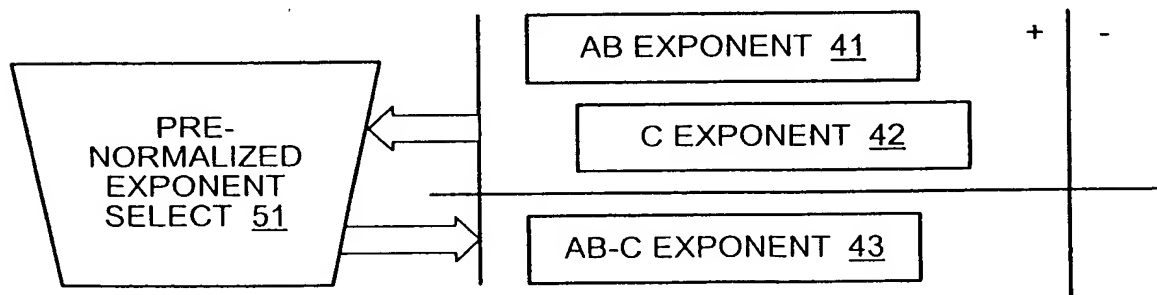 AB EXPONENT 41
+ -
PRE-
NORMALIZED
EXPONENT
SELECT 51
C EXPONENT 42
AB-C EXPONENT 43